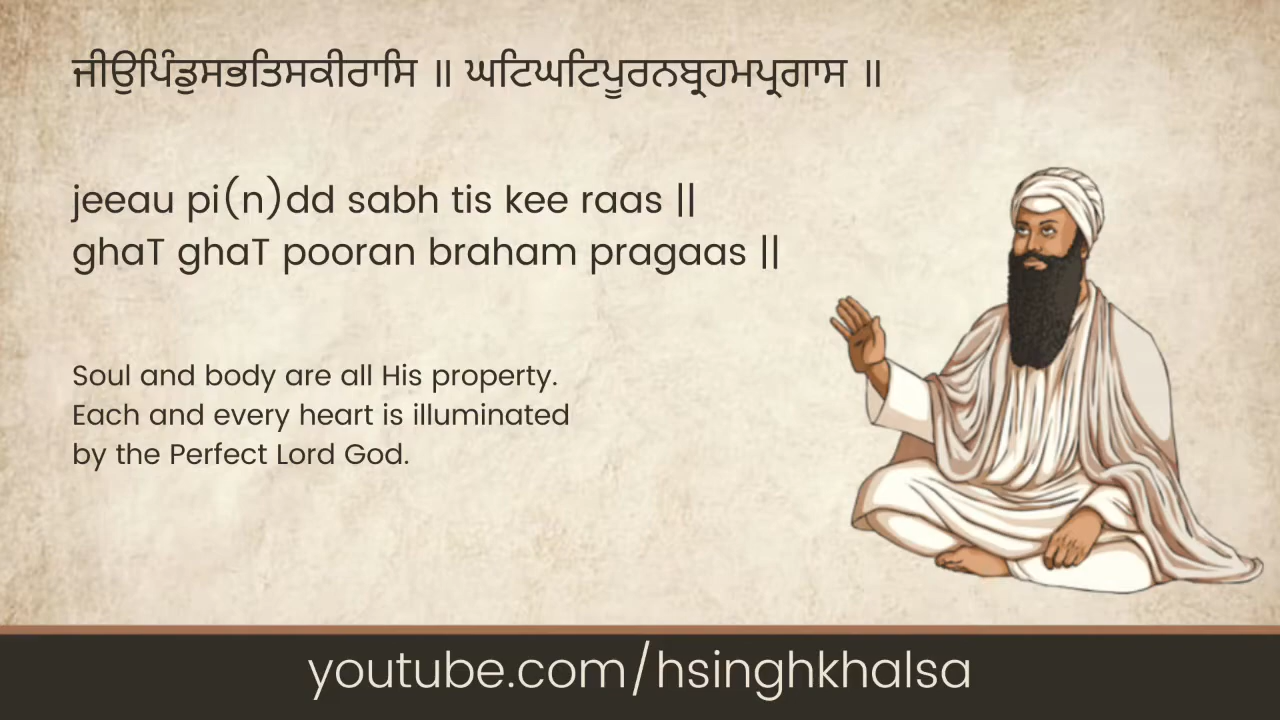 ਜੀਉਪਿੰਡੁਸਭਤਿਸਕੀਰਾਸਿ ॥ ਘਟਿਘਟਿਪੂਰਨਬ੍ਰਹਮਪ੍ਰਗਾਸ ॥
jeeau pi(n)dd sabh tis kee raas ||
ghaT ghaT pooran braham pragaas ||
Soul and body are all His property.
Each and every heart is illuminated
by the Perfect Lord God.
youtube.com/hsinghkhalsa